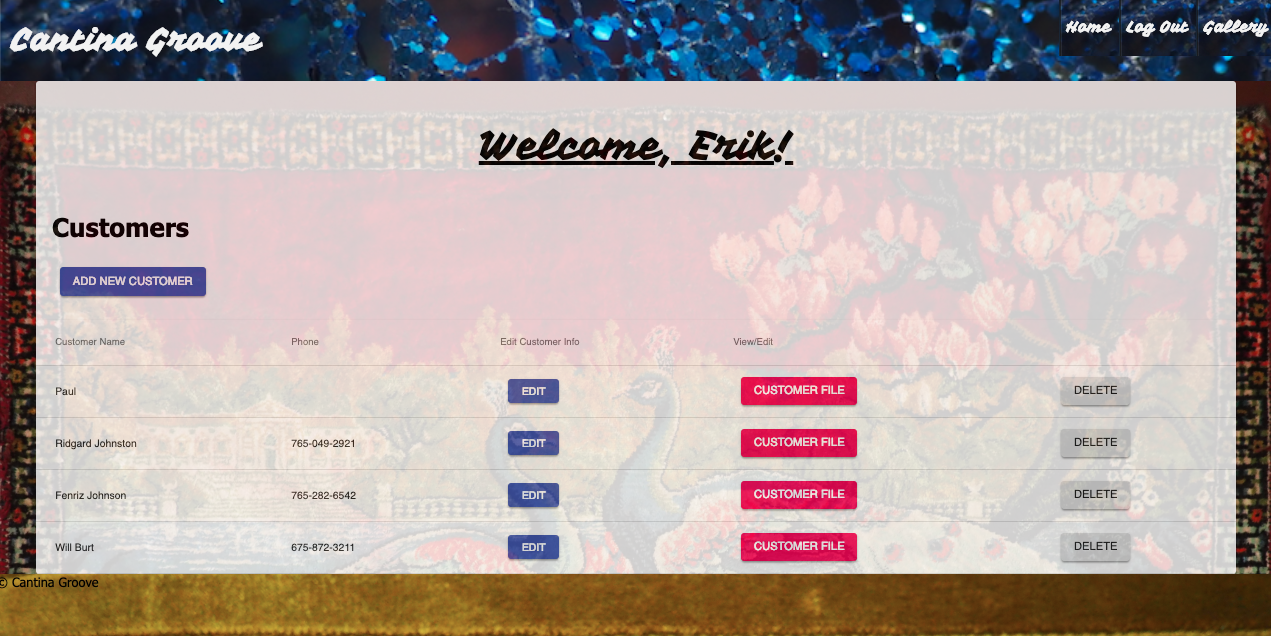 Cantina Groove
Home Log Out Gallery
Welcome, Erik!
Customers
ADD NEW CUSTOMER
Customer Name Phone Edit Customer Info View/Edit
Paul EDIT CUSTOMER FILE DELETE
Ridgard Johnston 765-049-2921 EDIT CUSTOMER FILE DELETE
Fenriz Johnson 765-282-6542 EDIT CUSTOMER FILE DELETE
Will Burt 675-872-3211 EDIT CUSTOMER FILE DELETE
© Cantina Groove